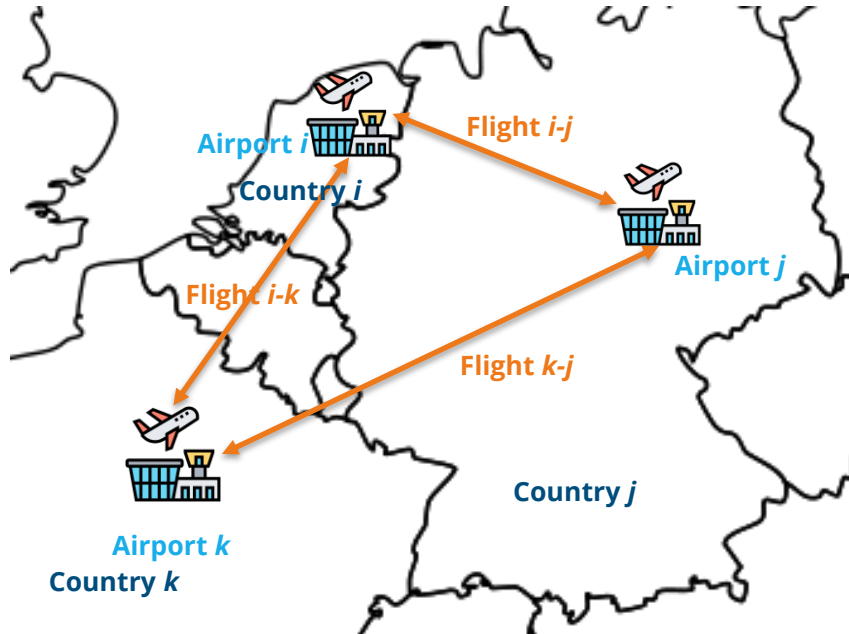 Flight i-j
Airport i
Country i
Airport j
Flight i-k
Flight k-j
Country j
Airport k
Country k